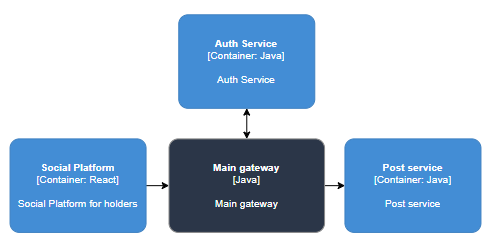 Auth Service
[Container: Java]
Auth Service
Social Platform
[Container: React]
Social Platform for holders
Main gateway
[Java]
Main gateway
Post service
[Container: Java]
Post service